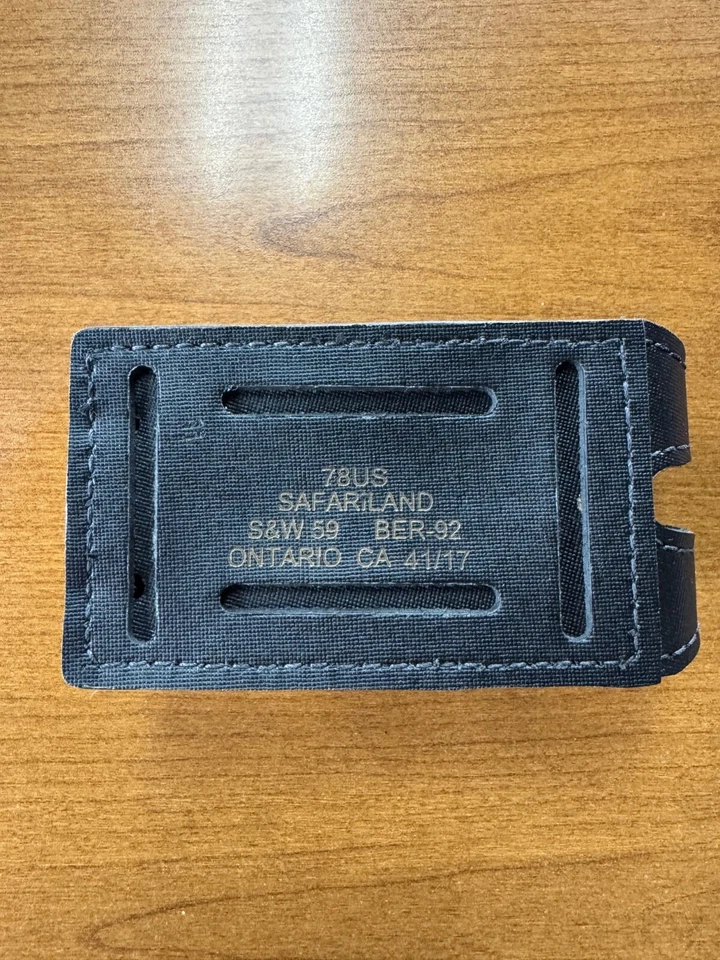 78US
SAFARILAND
S&W 59 BER-92
ONTARIO CA 41/17